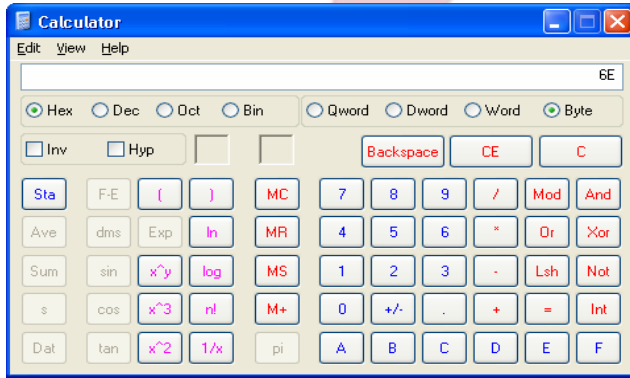 Calculator
Edit View Help
6E
Hex Dec Oct Bin Qword Dword Word Byte
Inv Hyp Backspace CE C
Sta F-E ( ) MC 7 8 9 / Mod And
Ave dms Exp ln MR 4 5 6 * Or Xor
Sum sin x^y log MS 1 2 3 - Lsh Not
s cos x^3 n! M+ 0 +/- . + = Int
Dat tan x^2 1/x pi A B C D E F